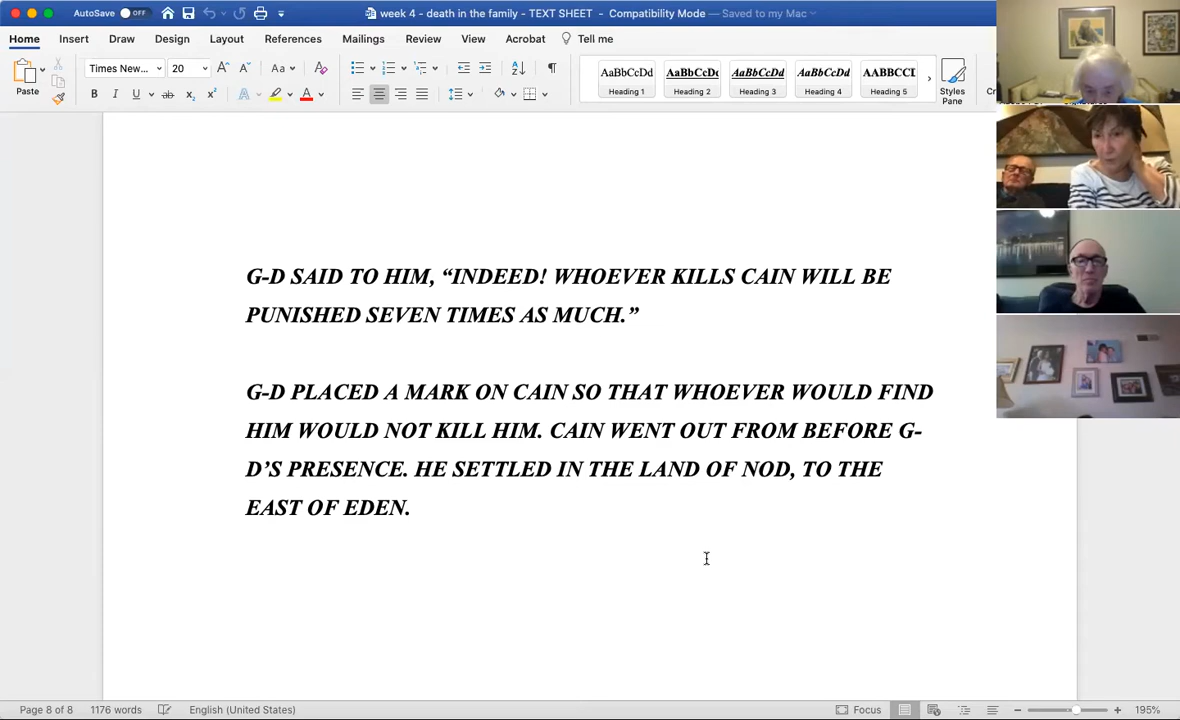 AutoSave OFF
week 4 - death in the family - TEXT SHEET - Compatibility Mode — Saved to my Mac
Home Insert Draw Design Layout References Mailings Review View Acrobat Tell me
Paste
Times New... 20
AaBbCcDd AaBbCcDc AaBbCcDd AaBbCcDd AABBCCI
Heading 1 Heading 2 Heading 3 Heading 4 Heading 5
Styles
Pane
G-D SAID TO HIM, “INDEED! WHOEVER KILLS CAIN WILL BE
PUNISHED SEVEN TIMES AS MUCH.”
G-D PLACED A MARK ON CAIN SO THAT WHOEVER WOULD FIND
HIM WOULD NOT KILL HIM. CAIN WENT OUT FROM BEFORE G-
D’S PRESENCE. HE SETTLED IN THE LAND OF NOD, TO THE
EAST OF EDEN.
Page 8 of 8 1176 words English (United States) Focus 195%